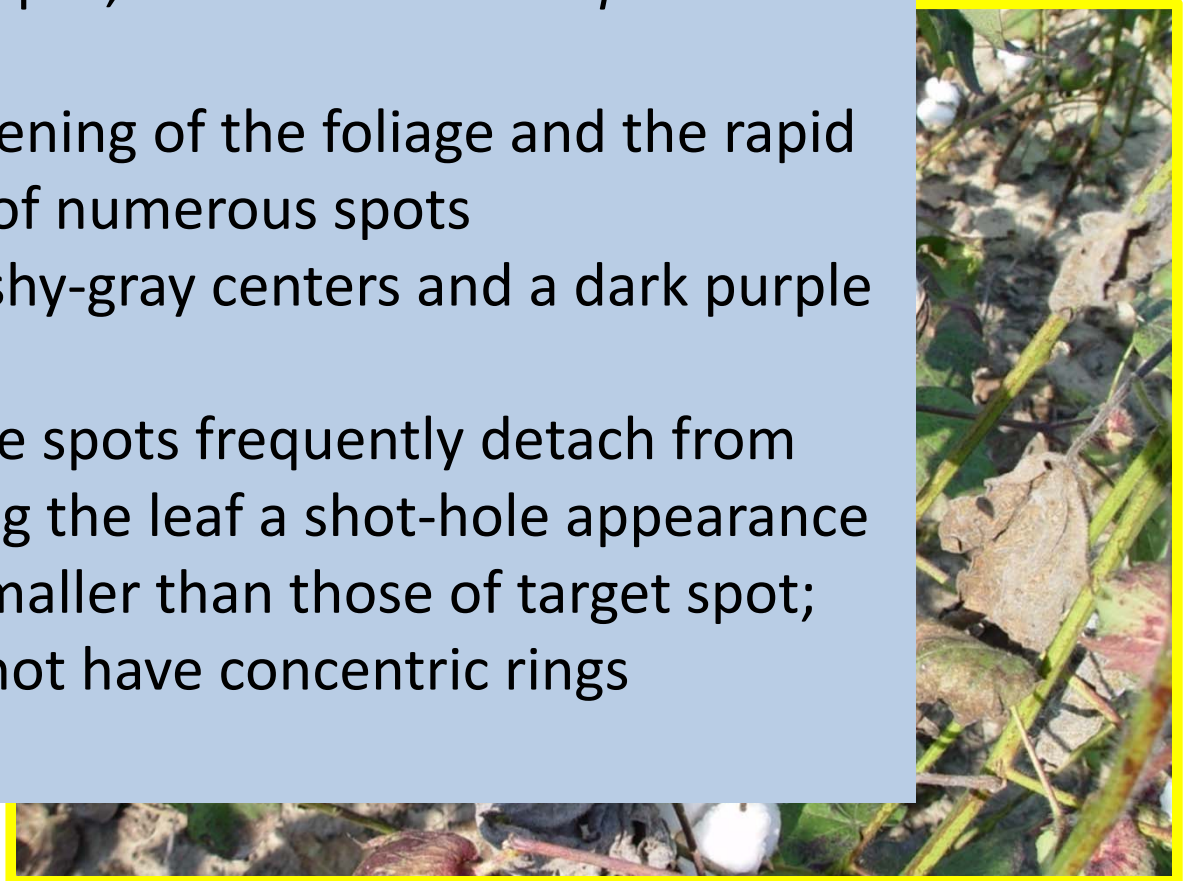 ening of the foliage and the rapid
of numerous spots
shy-gray centers and a dark purple
e spots frequently detach from
g the leaf a shot-hole appearance
maller than those of target spot;
not have concentric rings